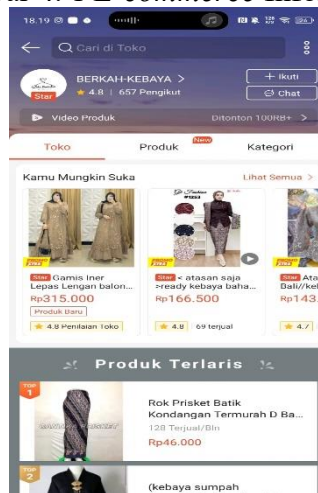 18.19
Cari di Toko
BERKAH-KEBAYA >
4.8 | 657 Pengikut
+ Ikuti
Chat
Star
Video Produk
Ditonton 100RB+ >
Toko
Produk
New
Kategori
Kamu Mungkin Suka
Lihat Semua >
Star Gamis Iner
Lepas Lengan balon...
Rp315.000
Produk Baru
4.8 Penilaian Toko
Star < atasan saja
>ready kebaya baha...
Rp166.500
4.8
69 terjual
Star Ata
Bali//kel
Rp143.
4.7
Produk Terlaris
TOP
1
Rok Prisket Batik
Kondangan Termurah D Ba...
128 Terjual/Bln
Rp46.000
TOP
2
(kebaya sumpah